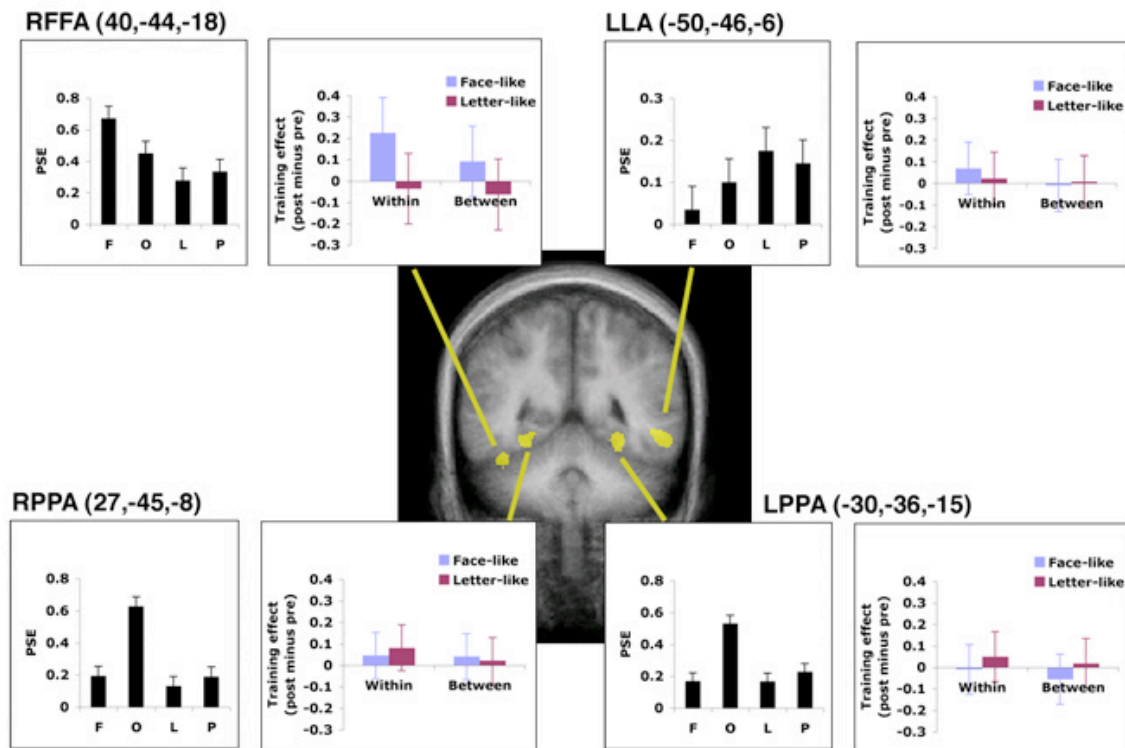 RFFA (40,-44,-18)
PSE
0.8
0.6
0.4
0.2
0
F O L P
Training effect
(post minus pre)
0.4
0.3
0.2
0.1
0
-0.1
-0.2
-0.3
Face-like
Letter-like
Within Between
LLA (-50,-46,-6)
PSE
0.3
0.2
0.1
0
F O L P
Training effect
(post minus pre)
0.4
0.3
0.2
0.1
0
-0.1
-0.2
-0.3
Face-like
Letter-like
Within Between
RPPA (27,-45,-8)
PSE
0.8
0.6
0.4
0.2
0
F O L P
Training effect
(post minus pre)
0.4
0.3
0.2
0.1
0
-0.1
-0.2
-0.3
Face-like
Letter-like
Within Between
LPPA (-30,-36,-15)
PSE
0.8
0.6
0.4
0.2
0
F O L P
Training effect
(post minus pre)
0.4
0.3
0.2
0.1
0
-0.1
-0.2
-0.3
Face-like
Letter-like
Within Between